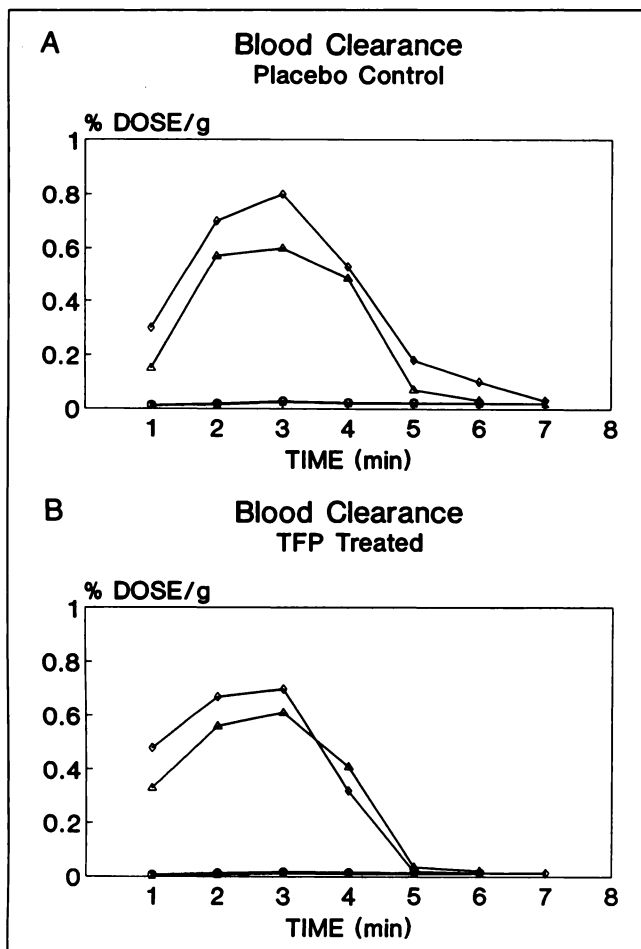 A
Blood Clearance
Placebo Control
% DOSE/g
1
0.8
0.6
0.4
0.2
0
1 2 3 4 5 6 7 8
TIME (min)
B
Blood Clearance
TFP Treated
% DOSE/g
1
0.8
0.6
0.4
0.2
0
1 2 3 4 5 6 7 8
TIME (min)